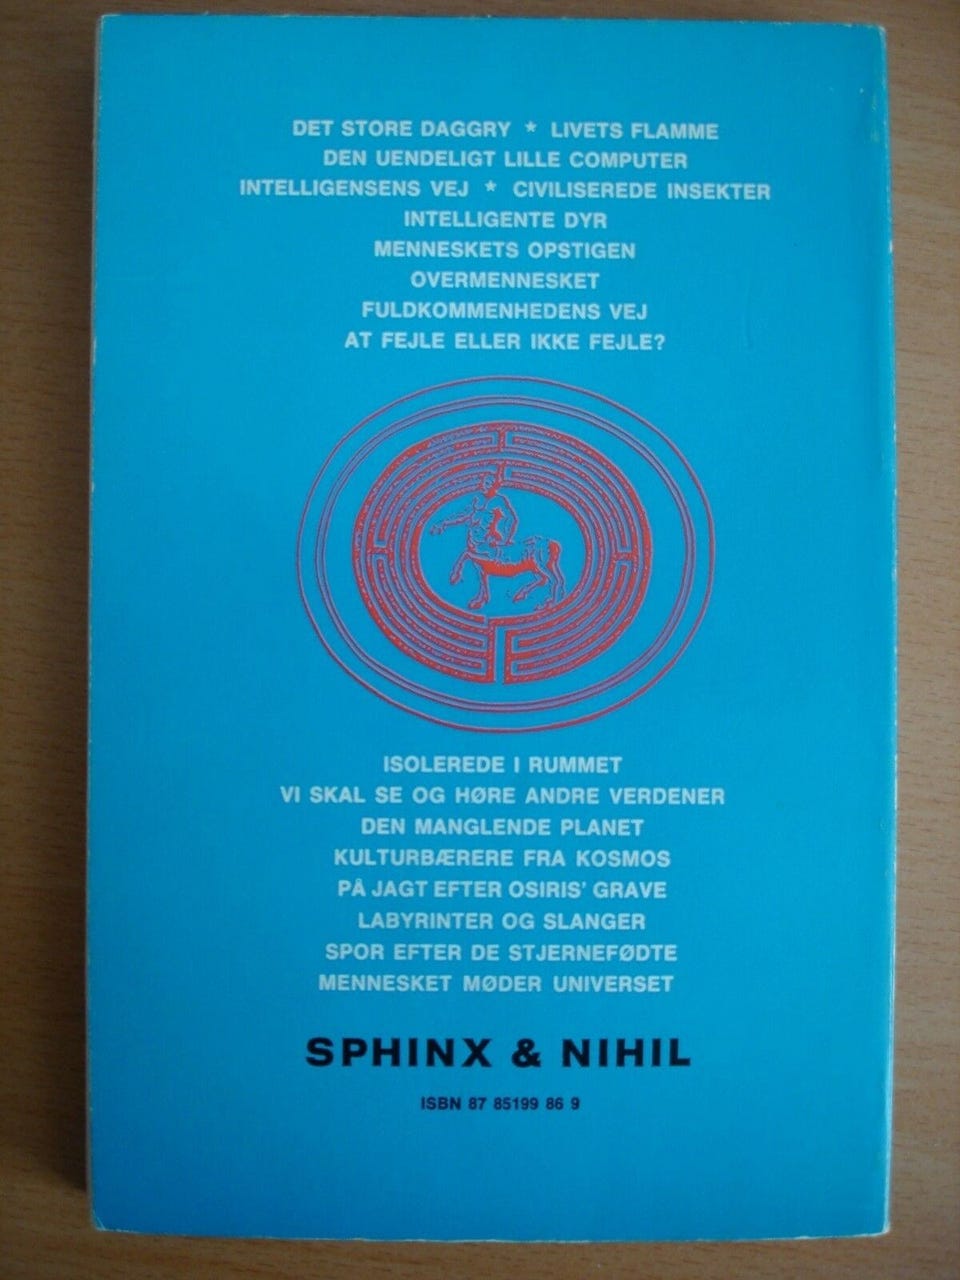 DET STORE DAGGRY * LIVETS FLAMME
DEN UENDELIGT LILLE COMPUTER
INTELLIGENSENS VEJ * CIVILISEREDE INSEKTER
INTELLIGENTE DYR
MENNESKETS OPSTIGEN
OVERMENNESKET
FULDKOMMENHEDENS VEJ
AT FEJLE ELLER IKKE FEJLE?
ISOLEREDE I RUMMET
VI SKAL SE OG HØRE ANDRE VERDENER
DEN MANGLENDE PLANET
KULTURBÆRERE FRA KOSMOS
PÅ JAGT EFTER OSIRIS' GRAVE
LABYRINTER OG SLANGER
SPOR EFTER DE STJERNEFØDTE
MENNESKET MØDER UNIVERSET
SPHINX & NIHIL
ISBN 87 85199 86 9